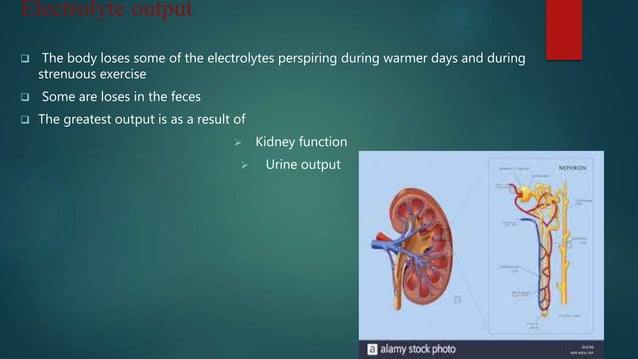 Electrolyte output
The body loses some of the electrolytes perspiring during warmer days and during
strenuous exercise
Some are loses in the feces
The greatest output is as a result of
Kidney function
Urine output
NEPHRON
a alamy stock photo